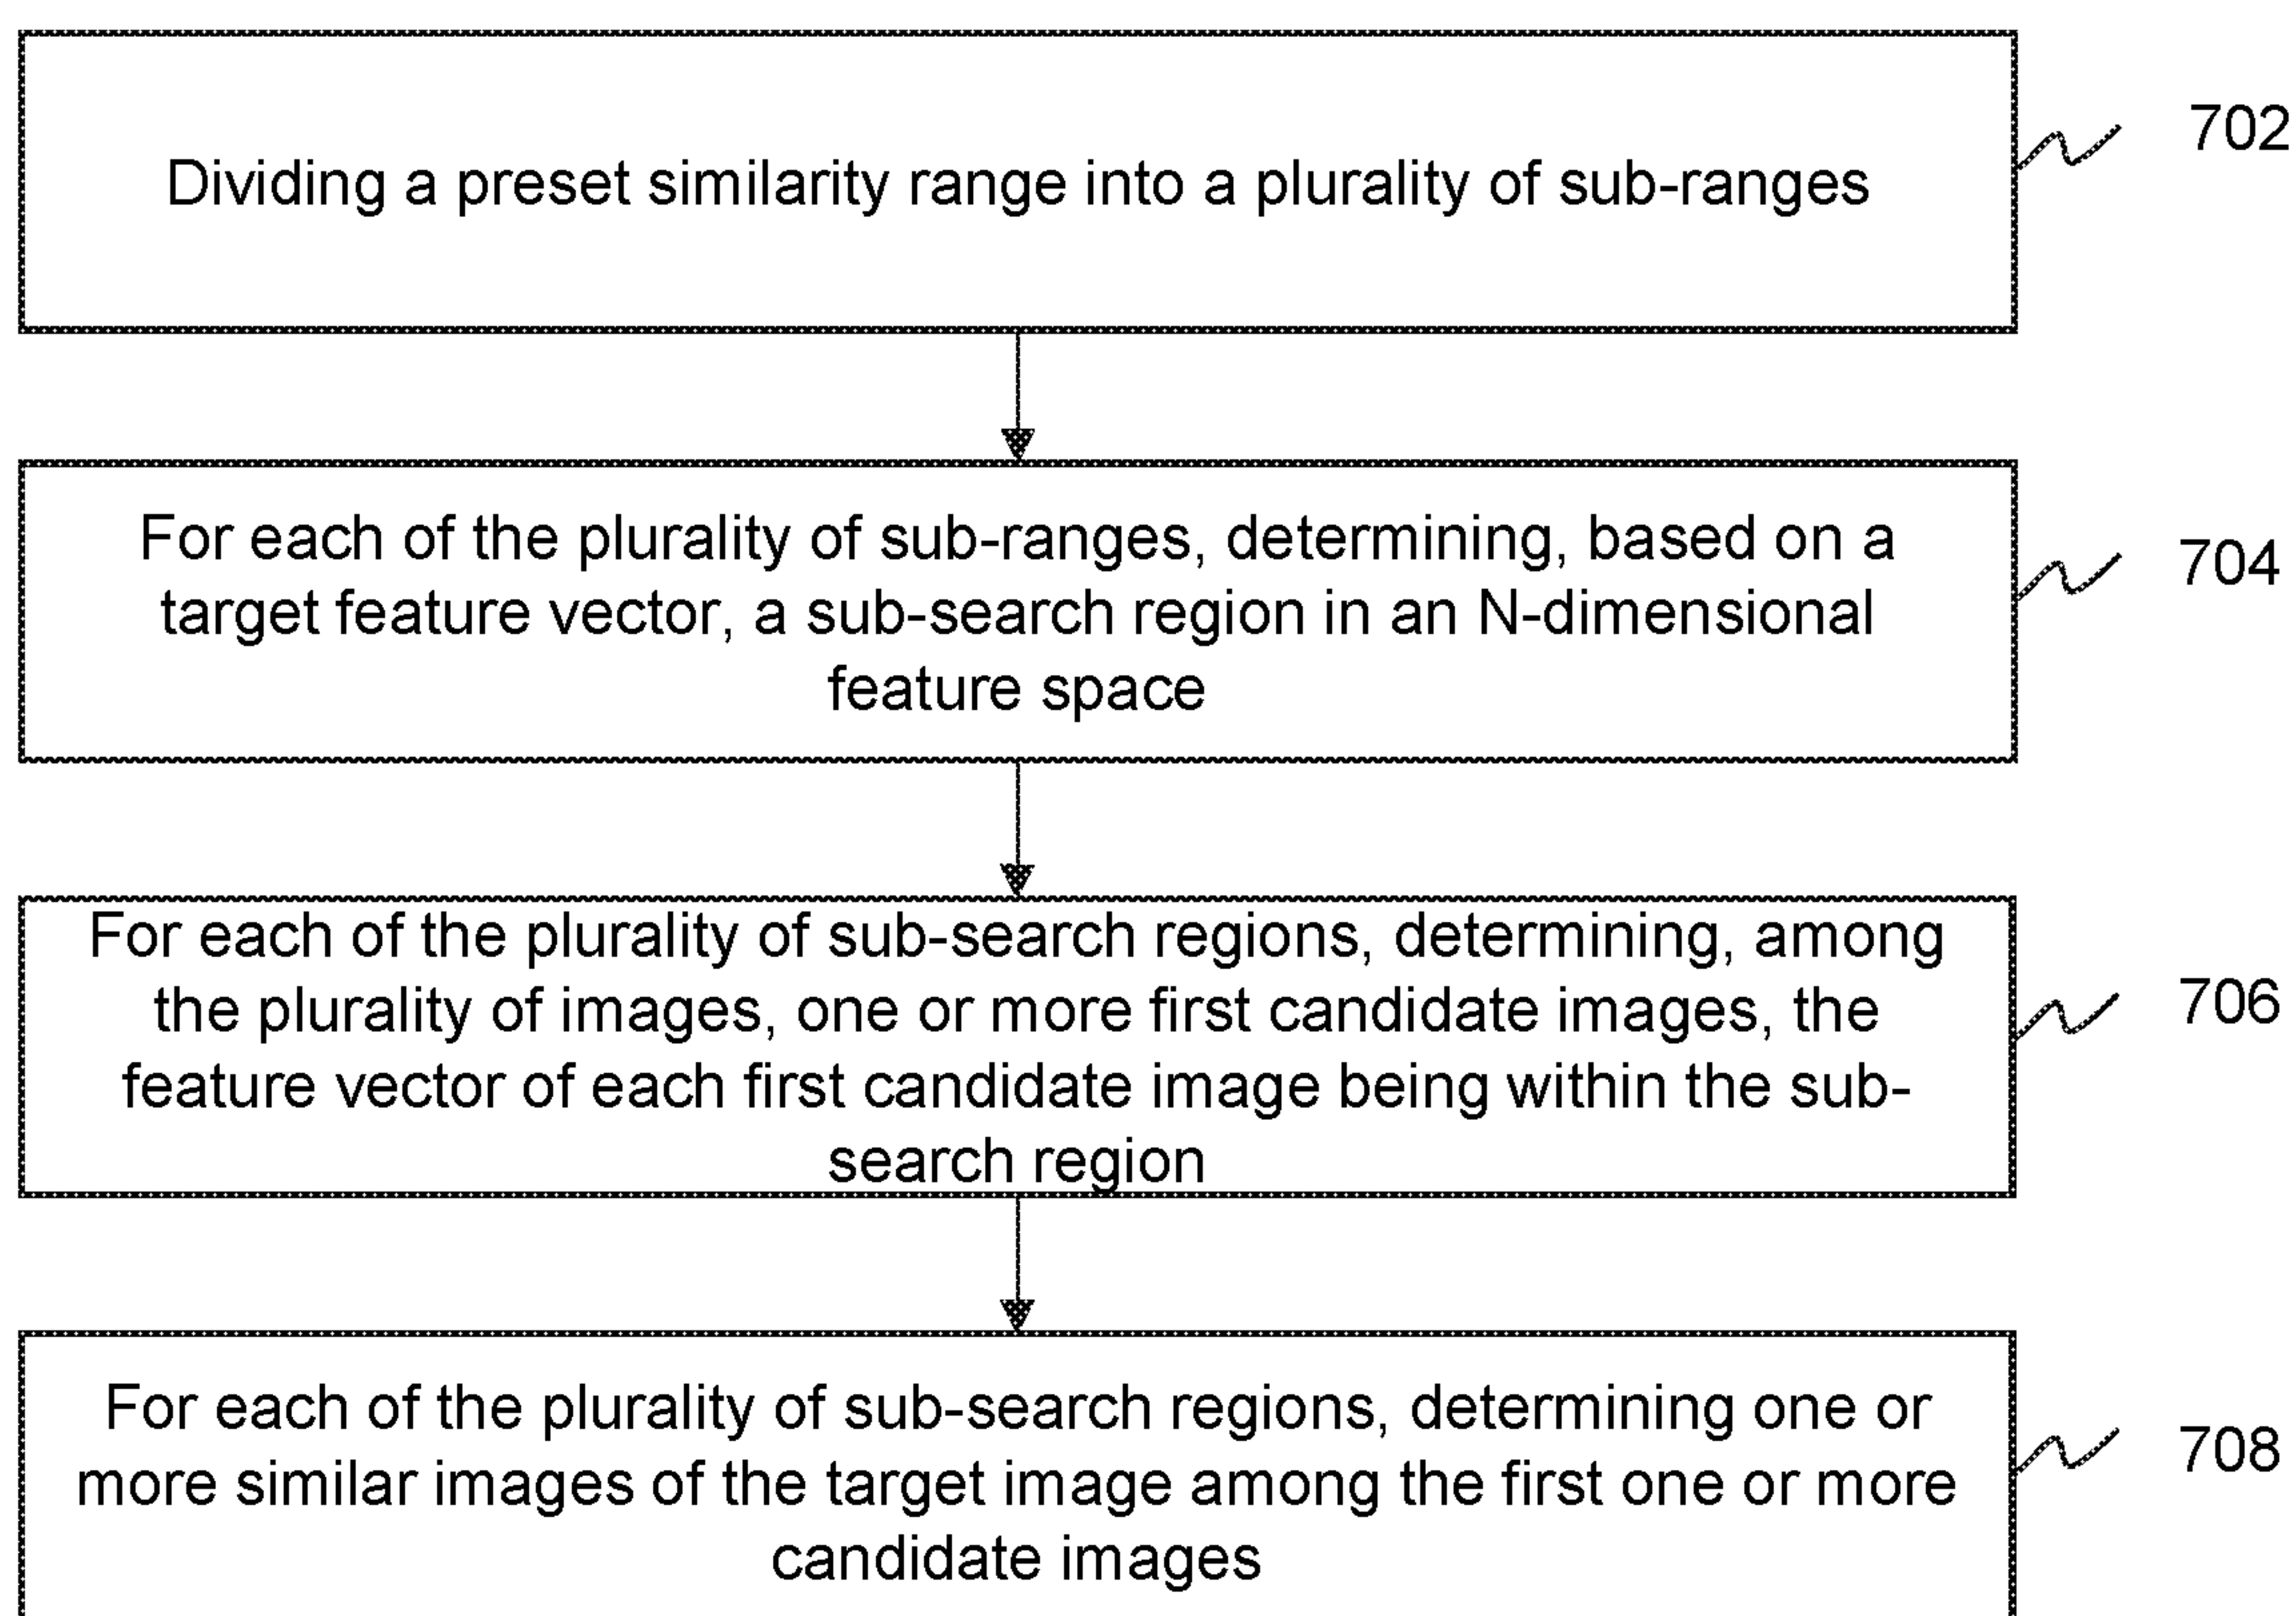 Dividing a preset similarity range into a plurality of sub-ranges
702
For each of the plurality of sub-ranges, determining, based on a
target feature vector, a sub-search region in an N-dimensional
feature space
704
For each of the plurality of sub-search regions, determining, among
the plurality of images, one or more first candidate images, the
feature vector of each first candidate image being within the sub-
search region
706
For each of the plurality of sub-search regions, determining one or
more similar images of the target image among the first one or more
candidate images
708